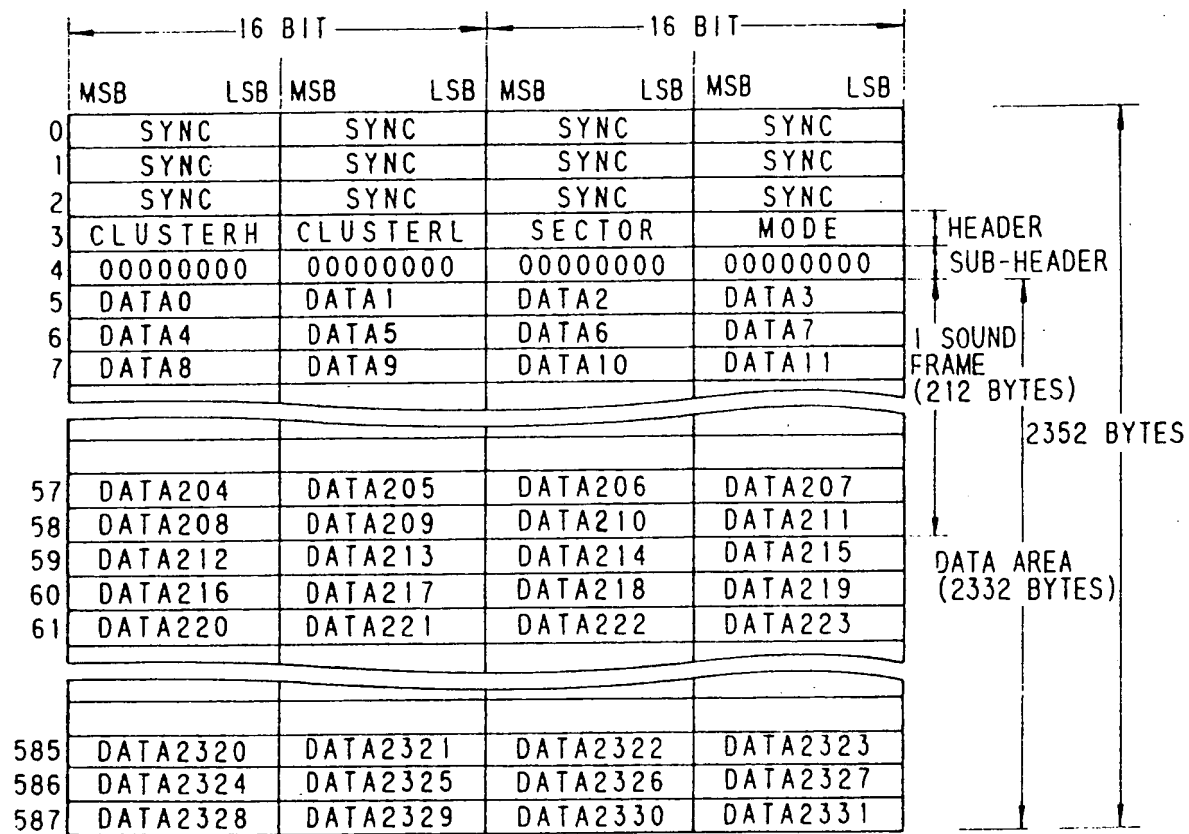 16 BIT 16 BIT
MSB LSB MSB LSB MSB LSB MSB LSB
0 SYNC SYNC SYNC SYNC
1 SYNC SYNC SYNC SYNC
2 SYNC SYNC SYNC SYNC
3 CLUSTERH CLUSTERL SECTOR MODE HEADER
4 00000000 00000000 00000000 00000000 SUB-HEADER
5 DATA0 DATA1 DATA2 DATA3
6 DATA4 DATA5 DATA6 DATA7
7 DATA8 DATA9 DATA10 DATA11
1 SOUND
FRAME
(212 BYTES)
2352 BYTES
57 DATA204 DATA205 DATA206 DATA207
58 DATA208 DATA209 DATA210 DATA211
59 DATA212 DATA213 DATA214 DATA215
60 DATA216 DATA217 DATA218 DATA219
61 DATA220 DATA221 DATA222 DATA223
DATA AREA
(2332 BYTES)
585 DATA2320 DATA2321 DATA2322 DATA2323
586 DATA2324 DATA2325 DATA2326 DATA2327
587 DATA2328 DATA2329 DATA2330 DATA2331